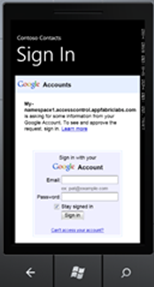 Contoso Contacts
Sign In
Google Accounts
My-
namespace1.accesscontrol.appfabriclabs.com
is asking for some information from your
Google Account. To see and approve the
request, sign in. Learn more
Sign in with your
Google Account
Email:
ex: pat@example.com
Password:
Stay signed in
Sign in
Can't access your account?